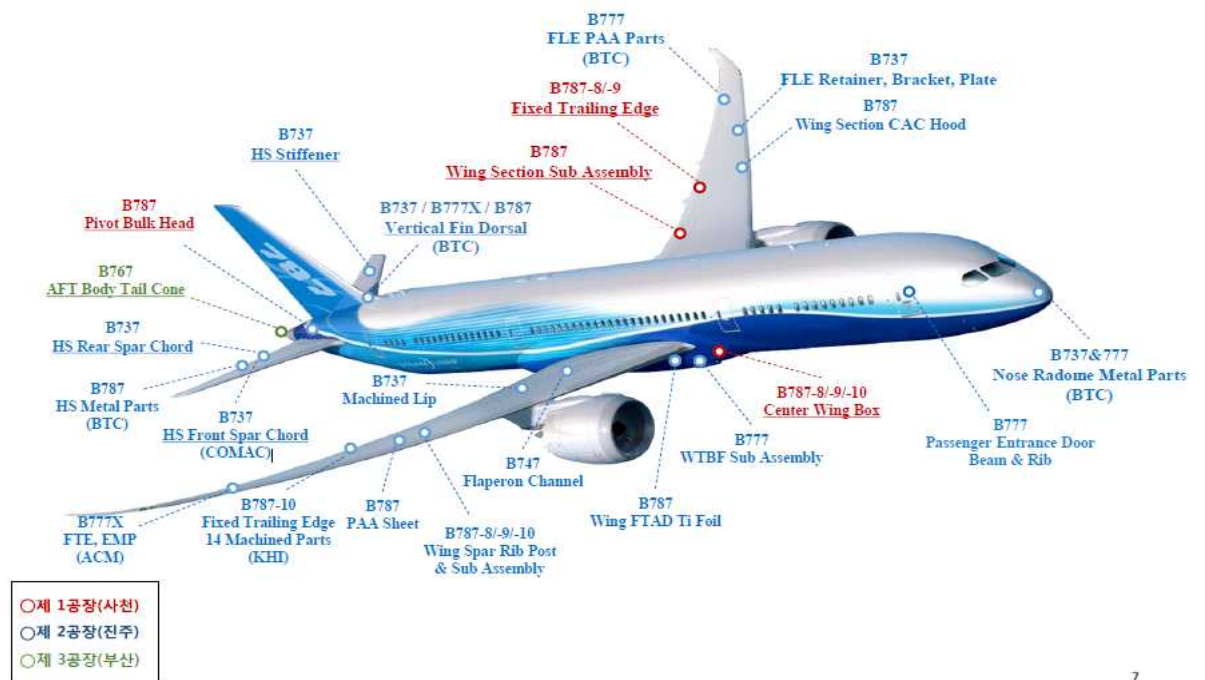 B777
FLE PAA Parts
(BTC)
B737
FLE Retainer, Bracket, Plate
B787-8/-9
Fixed Trailing Edge
B787
Wing Section CAC Hood
B737
HS Stiffener
B787
Wing Section Sub Assembly
B787
Pivot Bulk Head
B737 / B777X / B787
Vertical Fin Dorsal
(BTC)
787
B767
AFT Body Tail Cone
B737
HS Rear Spar Chord
B787
HS Metal Parts
(BTC)
B737
HS Front Spar Chord
(COMAC)
B737
Machined Lip
B787-8/-9/-10
Center Wing Box
B737&777
Nose Radome Metal Parts
(BTC)
B777
Passenger Entrance Door
Beam & Rib
B777
WTBF Sub Assembly
B747
Flaperon Channel
B787
Wing FTAD Ti Foil
B777X
FTE, EMP
(ACM)
B787-10
Fixed Trailing Edge
14 Machined Parts
(KHI)
B787
PAA Sheet
B787-8/-9/-10
Wing Spar Rib Post
& Sub Assembly
제 1공장(사천)
제 2공장(진주)
제 3공장(부산)
7